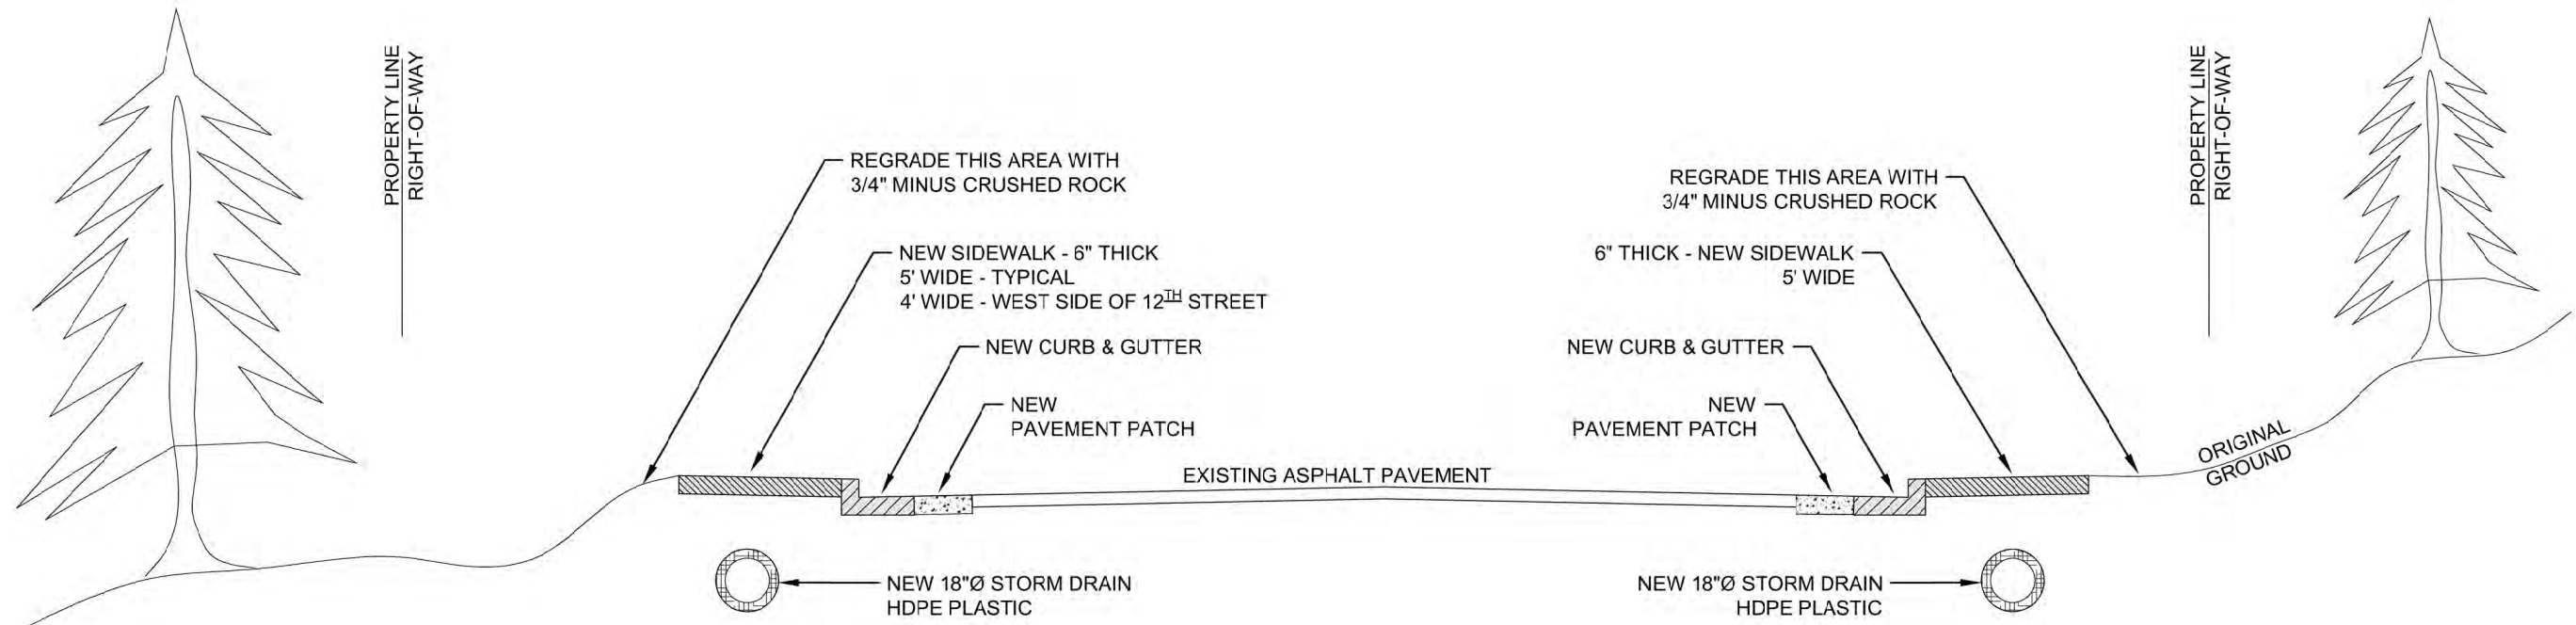 PROPERTY LINE
RIGHT-OF-WAY
REGRADE THIS AREA WITH
3/4" MINUS CRUSHED ROCK
NEW SIDEWALK - 6" THICK
5' WIDE - TYPICAL
4' WIDE - WEST SIDE OF 12TH STREET
NEW CURB & GUTTER
NEW
PAVEMENT PATCH
EXISTING ASPHALT PAVEMENT
NEW 18"Ø STORM DRAIN
HDPE PLASTIC
REGRADE THIS AREA WITH
3/4" MINUS CRUSHED ROCK
6" THICK - NEW SIDEWALK
5' WIDE
NEW CURB & GUTTER
NEW
PAVEMENT PATCH
NEW 18"Ø STORM DRAIN
HDPE PLASTIC
PROPERTY LINE
RIGHT-OF-WAY
ORIGINAL
GROUND